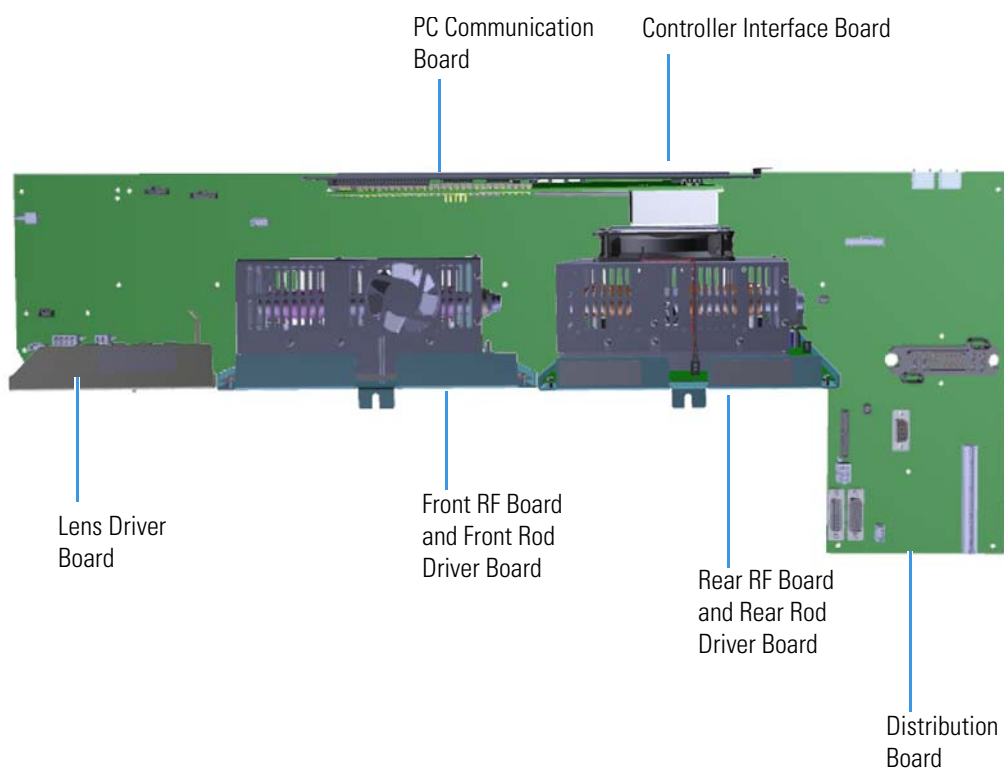 PC Communication
Board
Controller Interface Board
Lens Driver
Board
Front RF Board
and Front Rod
Driver Board
Rear RF Board
and Rear Rod
Driver Board
Distribution
Board